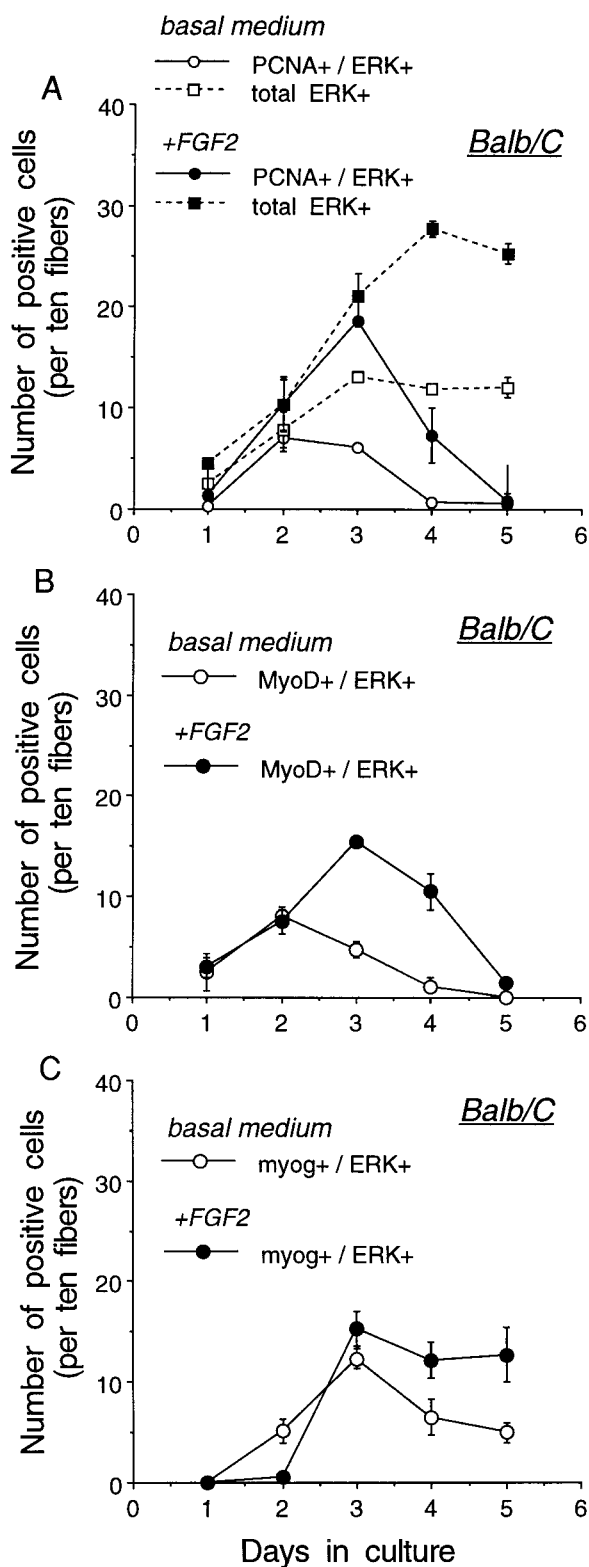 A
basal medium
PCNA+ / ERK+
total ERK+
+FGF2
PCNA+ / ERK+
total ERK+
Balb/C
Number of positive cells
(per ten fibers)
40
30
20
10
0
0 1 2 3 4 5 6
B
basal medium
MyoD+ / ERK+
+FGF2
MyoD+ / ERK+
Balb/C
Number of positive cells
(per ten fibers)
40
30
20
10
0
0 1 2 3 4 5 6
C
basal medium
myog+ / ERK+
+FGF2
myog+ / ERK+
Balb/C
Number of positive cells
(per ten fibers)
40
30
20
10
0
0 1 2 3 4 5 6
Days in culture